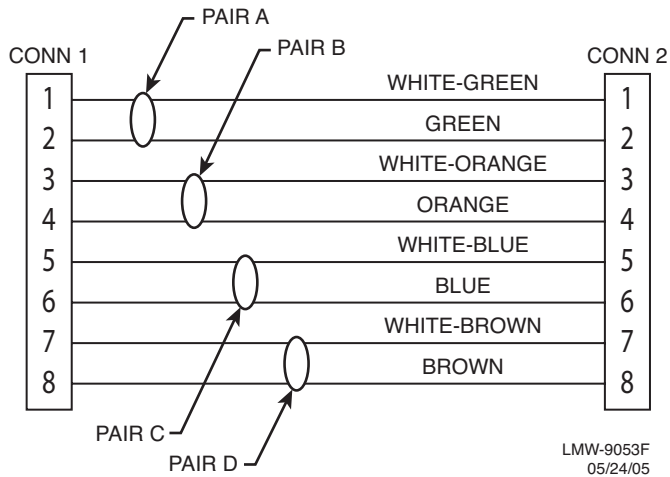 PAIR A
PAIR B
CONN 1
CONN 2
1 WHITE-GREEN 1
2 GREEN 2
3 WHITE-ORANGE 3
4 ORANGE 4
5 WHITE-BLUE 5
6 BLUE 6
7 WHITE-BROWN 7
8 BROWN 8
PAIR C
PAIR D
LMW-9053F
05/24/05